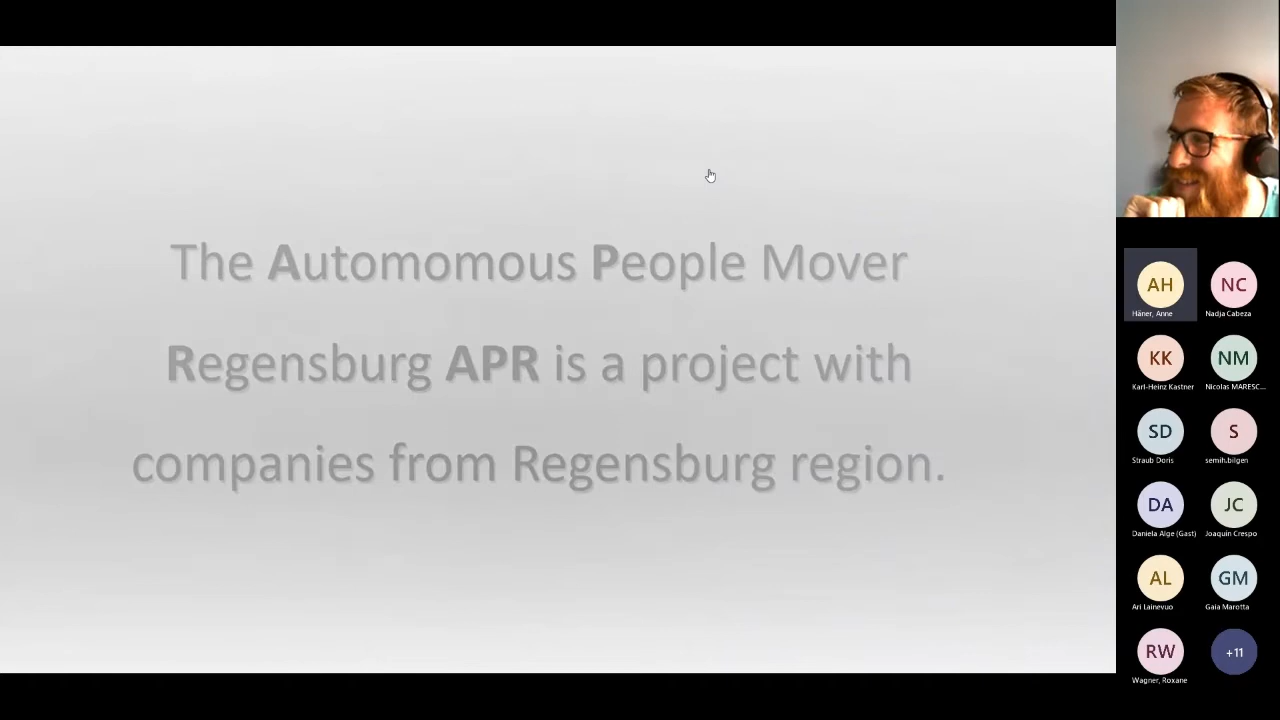 The Automomous People Mover
Regensburg APR is a project with
companies from Regensburg region.
AH
NC
Häner, Anne
Nadja Cabeza
KK
NM
Karl-Heinz Kastner
Nicolas MARESC...
SD
S
Straub Doris
semih.bilgen
DA
JC
Daniela Alge (Gast)
Joaquín Crespo
AL
GM
Ari Lainevuo
Gaia Marotta
RW
+11
Wagner, Roxane